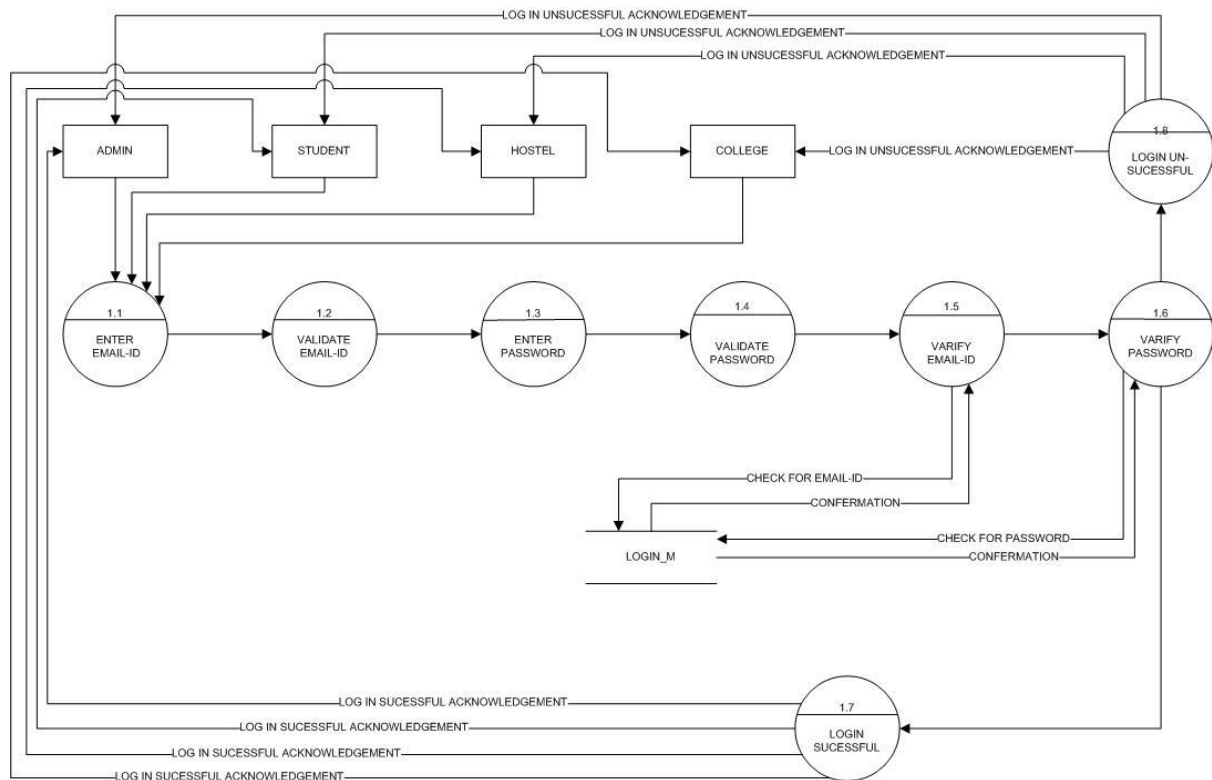 LOG IN UNSUCESSFUL ACKNOWLEDGEMENT
LOG IN UNSUCESSFUL ACKNOWLEDGEMENT
LOG IN UNSUCESSFUL ACKNOWLEDGEMENT
ADMIN
STUDENT
HOSTEL
COLLEGE
LOG IN UNSUCESSFUL ACKNOWLEDGEMENT
1.8
LOGIN UN-
SUCESSFUL
1.1
ENTER
EMAIL-ID
1.2
VALIDATE
EMAIL-ID
1.3
ENTER
PASSWORD
1.4
VALIDATE
PASSWORD
1.5
VARIFY
EMAIL-ID
1.6
VARIFY
PASSWORD
CHECK FOR EMAIL-ID
CONFERMATION
CHECK FOR PASSWORD
LOGIN_M
CONFERMATION
LOG IN SUCESSFUL ACKNOWLEDGEMENT
LOG IN SUCESSFUL ACKNOWLEDGEMENT
LOG IN SUCESSFUL ACKNOWLEDGEMENT
LOG IN SUCESSFUL ACKNOWLEDGEMENT
1.7
LOGIN
SUCESSFUL